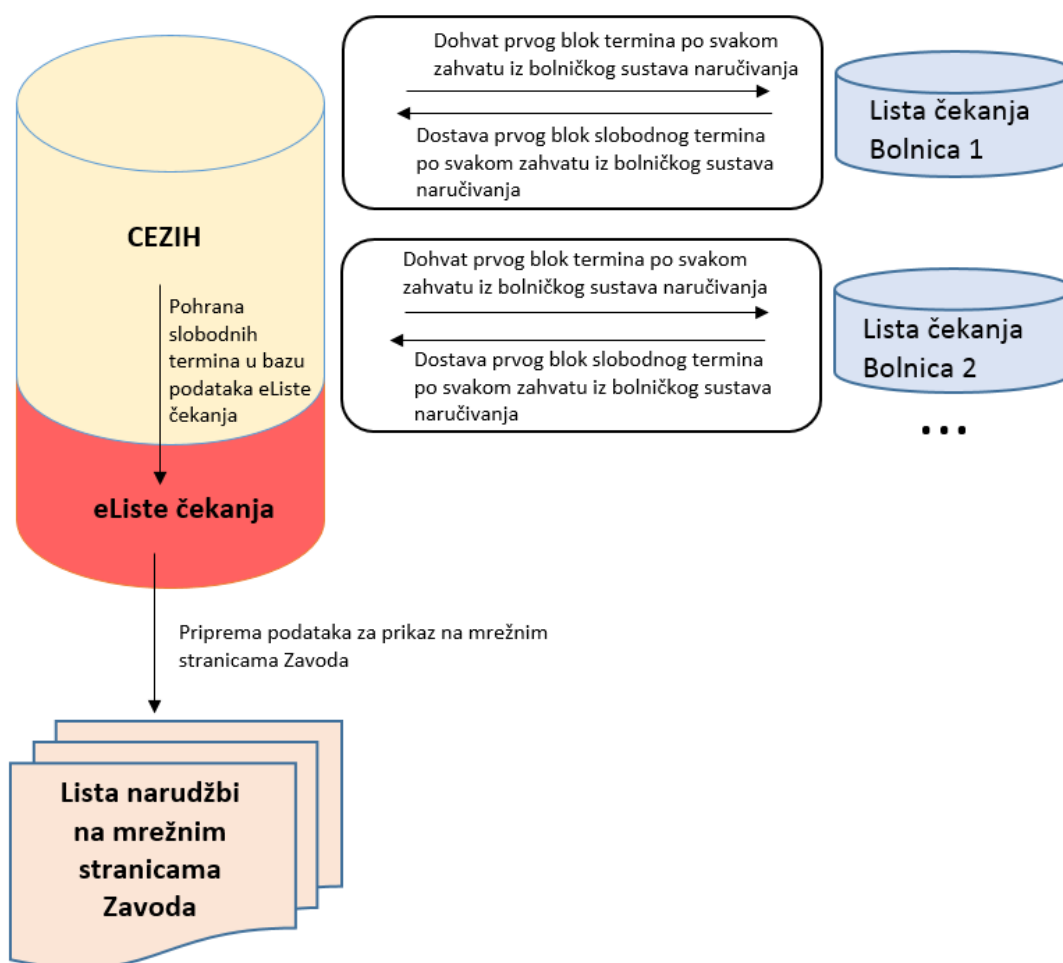 Dohvat prvog blok termina po svakom
zahvatu iz bolničkog sustava naručivanja
Dostava prvog blok slobodnog termina
po svakom zahvatu iz bolničkog sustava
naručivanja
Lista čekanja
Bolnica 1
CEZIH
Dohvat prvog blok termina po svakom
zahvatu iz bolničkog sustava naručivanja
Dostava prvog blok slobodnog termina
po svakom zahvatu iz bolničkog sustava
naručivanja
Lista čekanja
Bolnica 2
...
Pohrana
slobodnih
termina u bazu
podataka eListe
čekanja
eListe čekanja
Priprema podataka za prikaz na mrežnim
stranicama Zavoda
Lista narudžbi
na mrežnim
stranicama
Zavoda